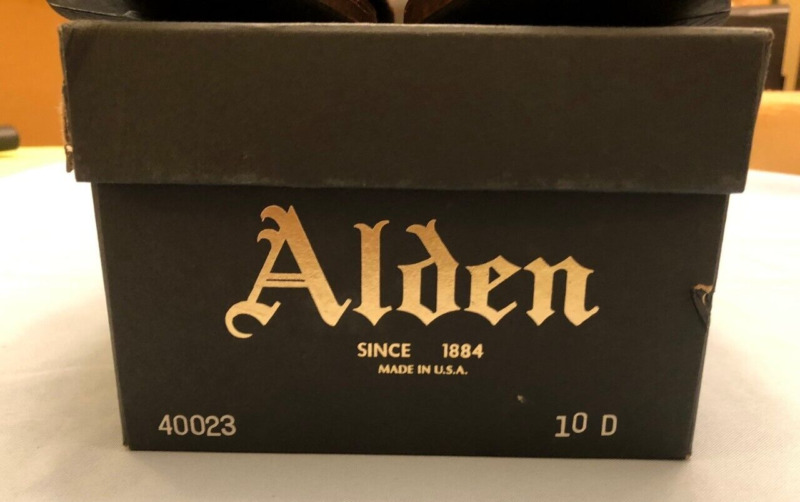 Alden
SINCE 1884
MADE IN U.S.A.
40023 10 D